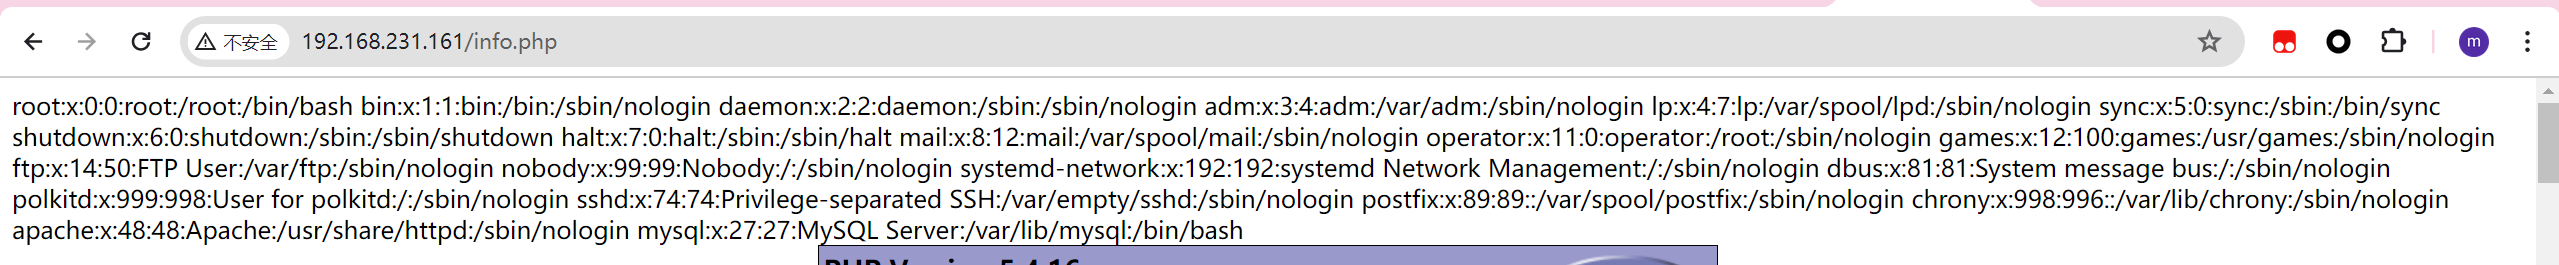 不安全 192.168.231.161/info.php
m
root:x:0:0:root:/root:/bin/bash bin:x:1:1:bin:/bin:/sbin/nologin daemon:x:2:2:daemon:/sbin:/sbin/nologin adm:x:3:4:adm:/var/adm:/sbin/nologin lp:x:4:7:lp:/var/spool/lpd:/sbin/nologin sync:x:5:0:sync:/sbin:/bin/sync
shutdown:x:6:0:shutdown:/sbin:/sbin/shutdown halt:x:7:0:halt:/sbin:/sbin/halt mail:x:8:12:mail:/var/spool/mail:/sbin/nologin operator:x:11:0:operator:/root:/sbin/nologin games:x:12:100:games:/usr/games:/sbin/nologin
ftp:x:14:50:FTP User:/var/ftp:/sbin/nologin nobody:x:99:99:Nobody:/:/sbin/nologin systemd-network:x:192:192:systemd Network Management:/:/sbin/nologin dbus:x:81:81:System message bus:/:/sbin/nologin
polkitd:x:999:998:User for polkitd:/:/sbin/nologin sshd:x:74:74:Privilege-separated SSH:/var/empty/sshd:/sbin/nologin postfix:x:89:89::/var/spool/postfix:/sbin/nologin chrony:x:998:996::/var/lib/chrony:/sbin/nologin
apache:x:48:48:Apache:/usr/share/httpd:/sbin/nologin mysql:x:27:27:MySQL Server:/var/lib/mysql:/bin/bash
PHP Version 5.4.16